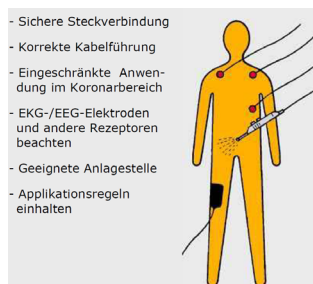 - Sichere Steckverbindung
- Korrekte Kabelführung
- Eingeschränkte Anwen-
dung im Koronarbereich
- EKG-/EEG-Elektroden
und andere Rezeptoren
beachten
- Geeignete Anlagestelle
- Applikationsregeln
einhalten